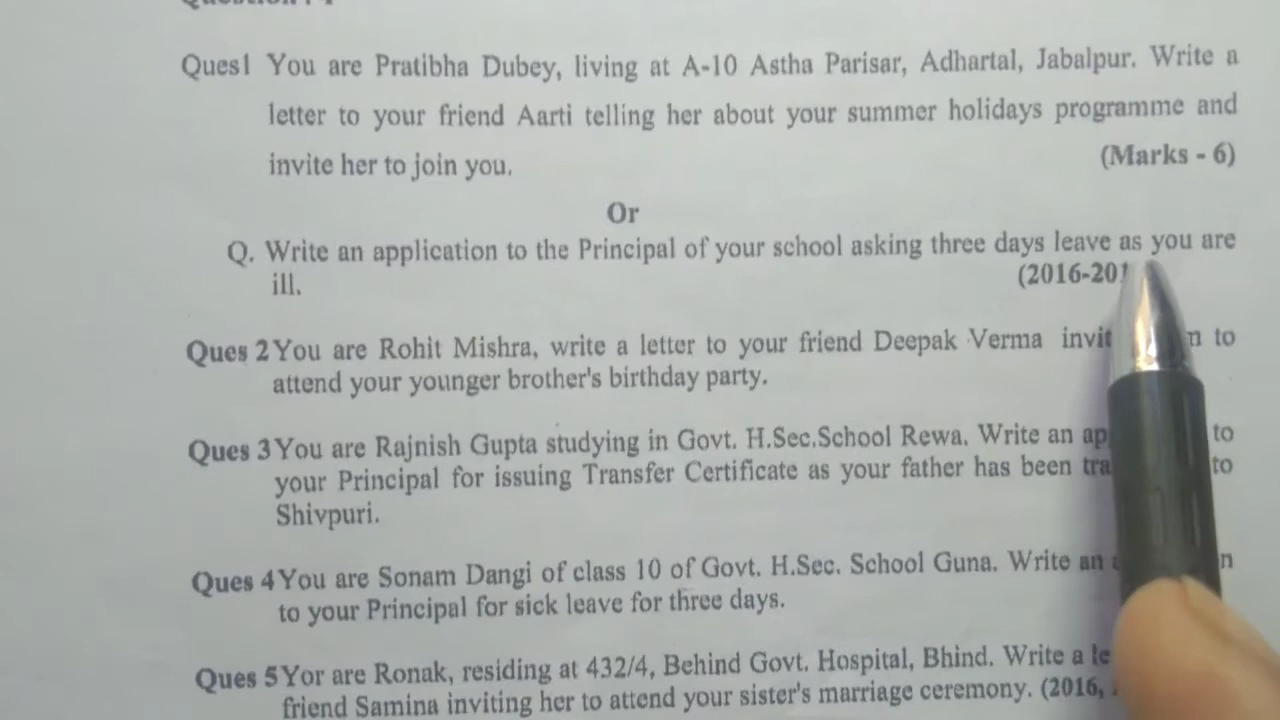 Ques1 You are Pratibha Dubey, living at A-10 Astha Parisar, Adhartal, Jabalpur. Write a
letter to your friend Aarti telling her about your summer holidays programme and
invite her to join you. (Marks - 6)
Or
Q. Write an application to the Principal of your school asking three days leave as you are
ill. (2016-201
Ques 2 You are Rohit Mishra, write a letter to your friend Deepak Verma invit n to
attend your younger brother's birthday party.
Ques 3 You are Rajnish Gupta studying in Govt. H.Sec.School Rewa. Write an ap to
your Principal for issuing Transfer Certificate as your father has been tra to
Shivpuri.
Ques 4 You are Sonam Dangi of class 10 of Govt. H.Sec. School Guna. Write an n
to your Principal for sick leave for three days.
Ques 5 Yor are Ronak, residing at 432/4, Behind Govt. Hospital, Bhind. Write a le
friend Samina inviting her to attend your sister's marriage ceremony. (2016,